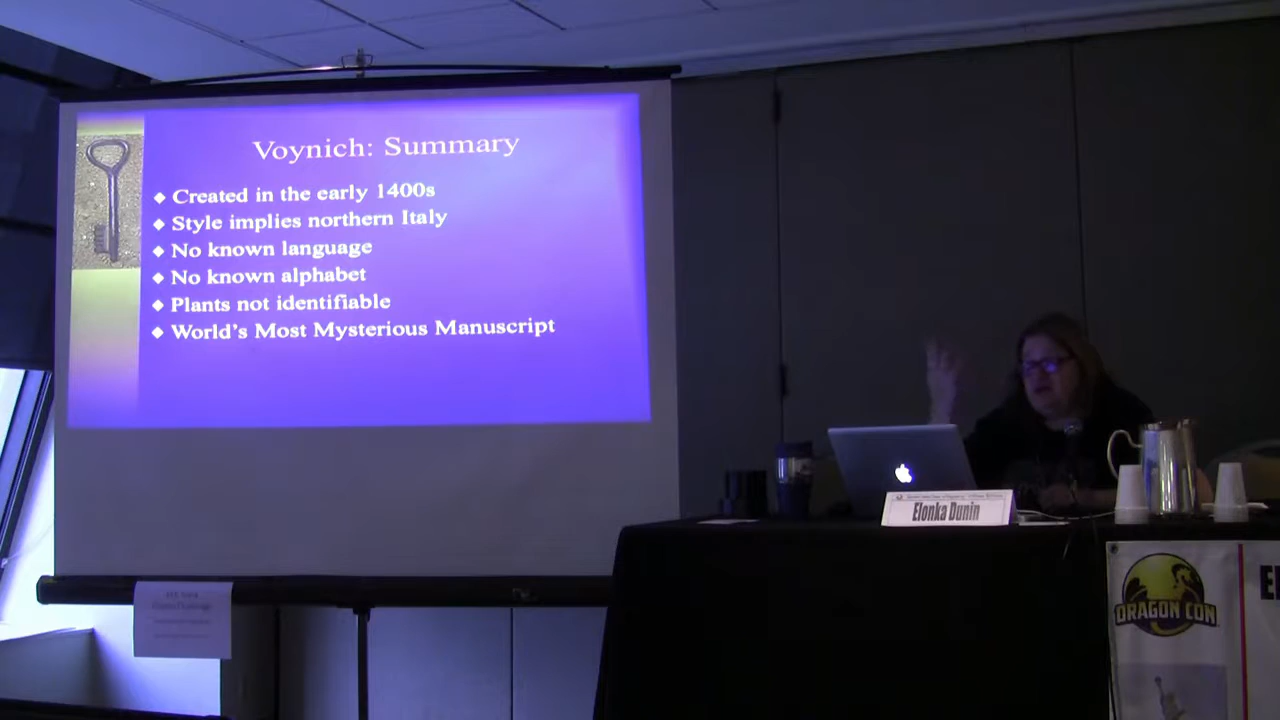 Voynich: Summary
◆ Created in the early 1400s
◆ Style implies northern Italy
◆ No known language
◆ No known alphabet
◆ Plants not identifiable
◆ World's Most Mysterious Manuscript
Elonka Dunin
DRAGON CON